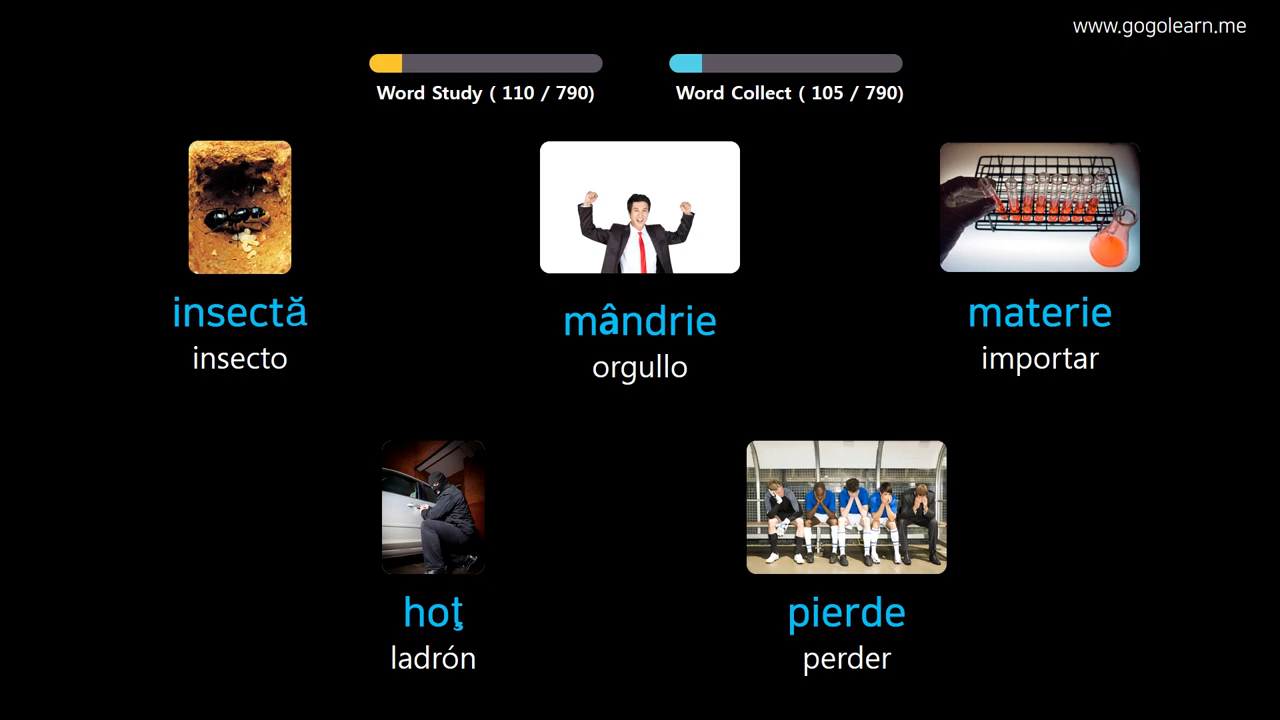 www.gogolearn.me
Word Study ( 110 / 790)
Word Collect ( 105 / 790)
insectă
insecto
mândrie
orgullo
materie
importar
hoţ
ladrón
pierde
perder